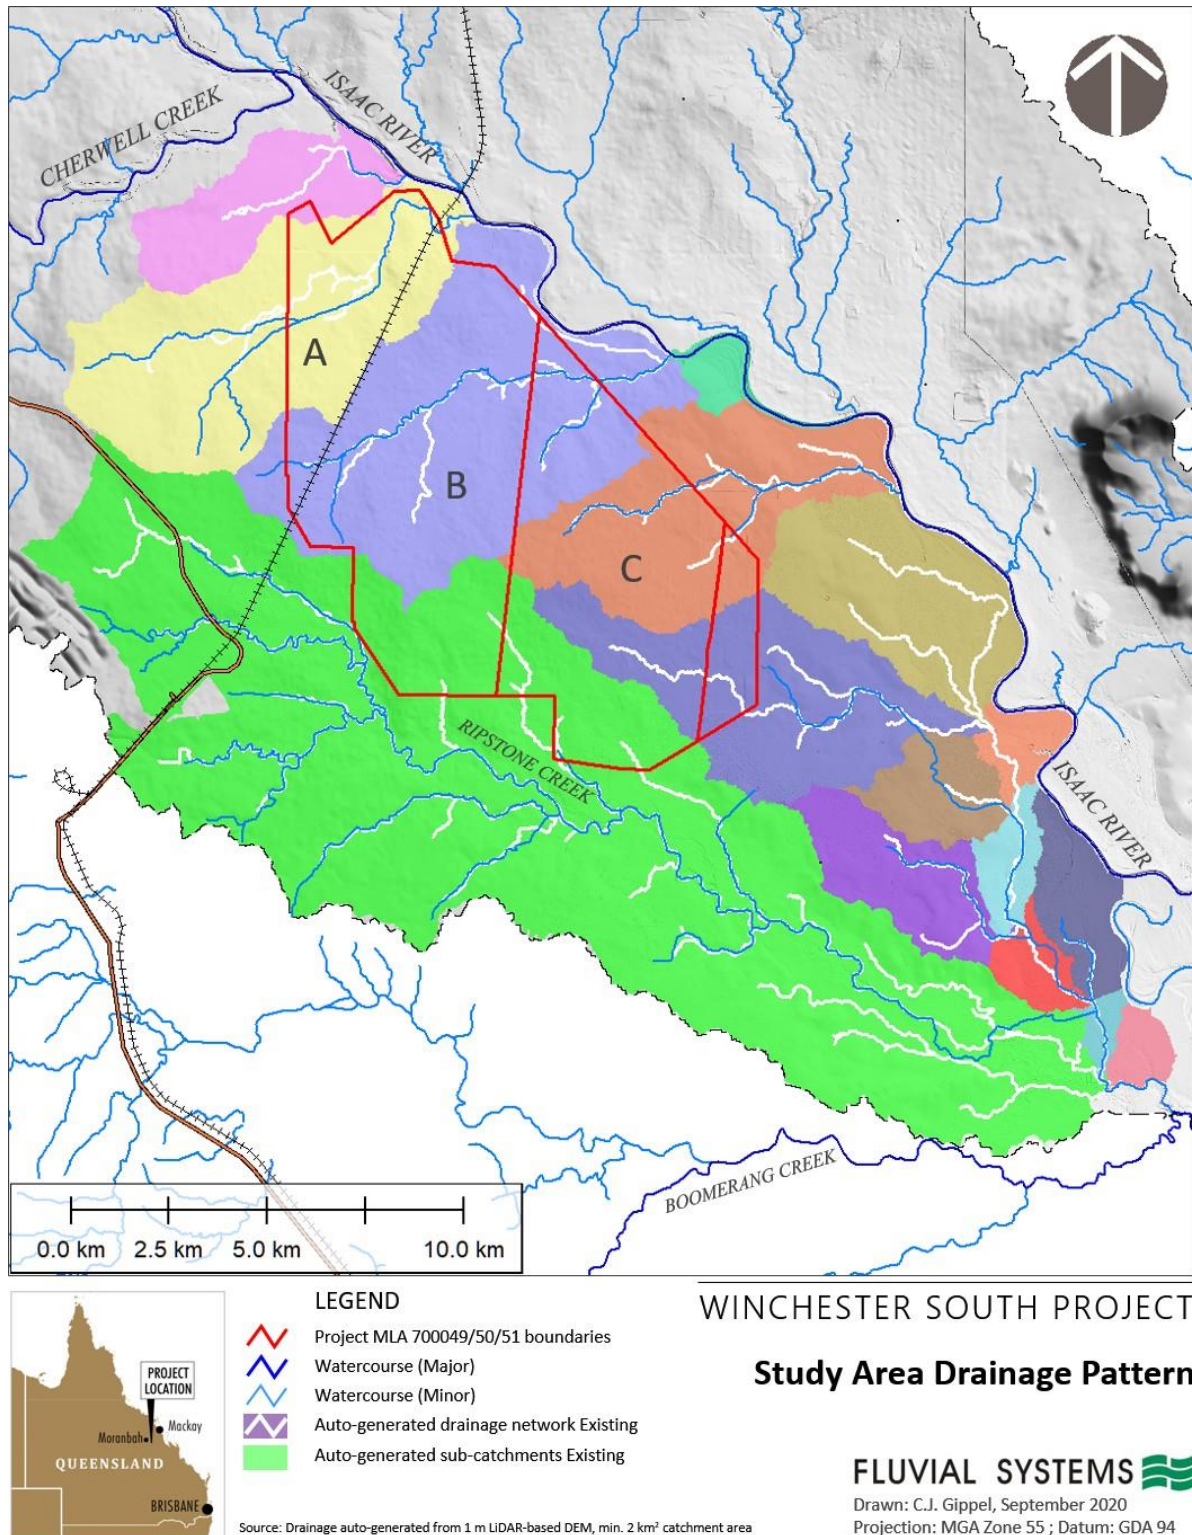 CHERWELL CREEK
ISAAC RIVER
A
B
C
RIPSTONE CREEK
ISAAC RIVER
BOOMERANG CREEK
0.0 km 2.5 km 5.0 km 10.0 km
LEGEND
Project MLA 700049/50/51 boundaries
Watercourse (Major)
Watercourse (Minor)
Auto-generated drainage network Existing
Auto-generated sub-catchments Existing
PROJECT
LOCATION
Mackay
Moranbah
QUEENSLAND
BRISBANE
Source: Drainage auto-generated from 1 m LiDAR-based DEM, min. 2 km² catchment area
WINCHESTER SOUTH PROJECT
Study Area Drainage Pattern
FLUVIAL SYSTEMS
Drawn: C.J. Gippel, September 2020
Projection: MGA Zone 55 ; Datum: GDA 94